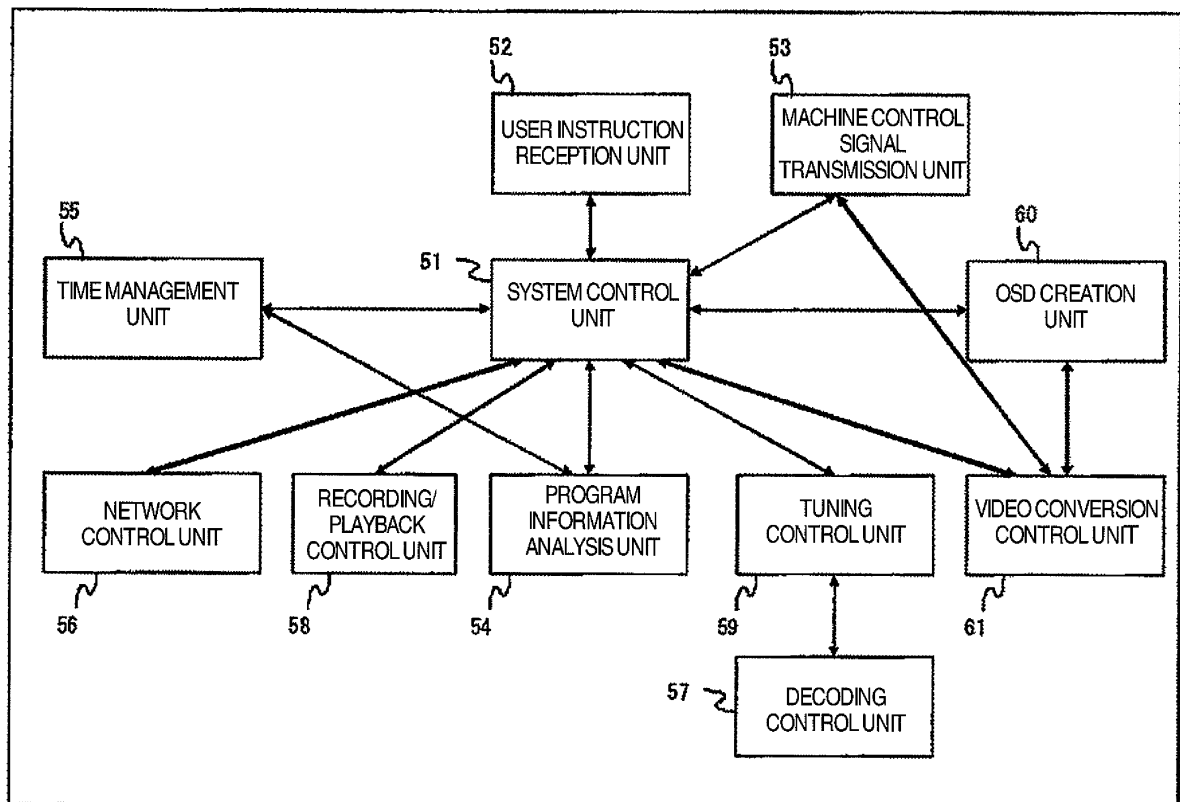 52
USER INSTRUCTION
RECEPTION UNIT
53
MACHINE CONTROL
SIGNAL
TRANSMISSION UNIT
55
TIME MANAGEMENT
UNIT
51
SYSTEM CONTROL
UNIT
60
OSD CREATION
UNIT
NETWORK
CONTROL UNIT
56
RECORDING/
PLAYBACK
CONTROL UNIT
58
PROGRAM
INFORMATION
ANALYSIS UNIT
54
TUNING
CONTROL UNIT
59
VIDEO CONVERSION
CONTROL UNIT
61
57
DECODING
CONTROL UNIT